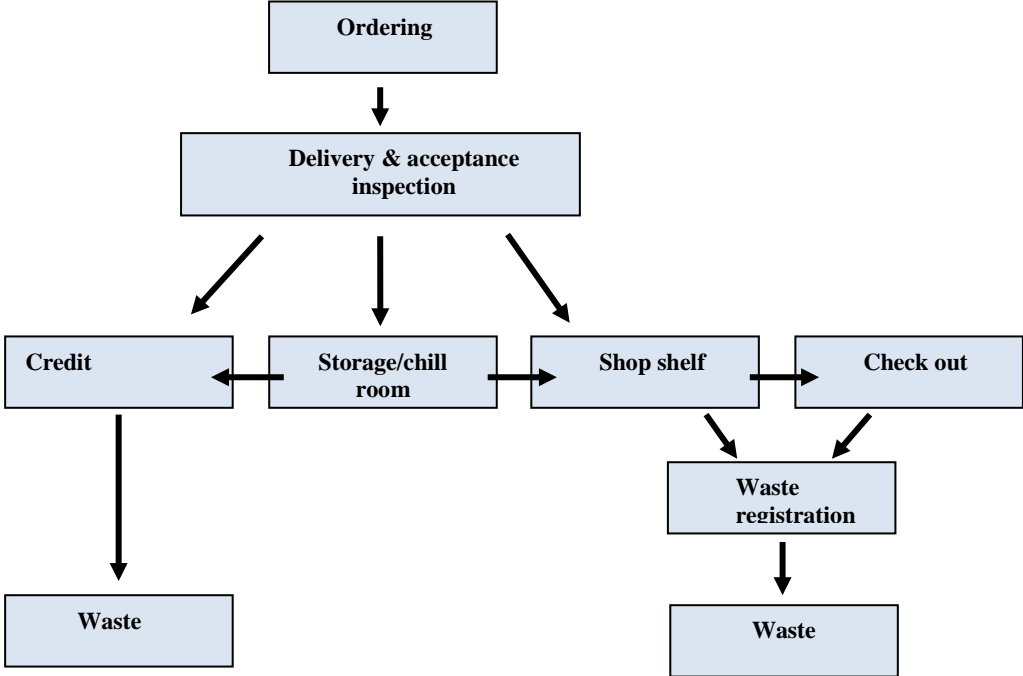 Ordering
Delivery & acceptance
inspection
Credit
Storage/chill
room
Shop shelf
Check out
Waste
registration
Waste
Waste